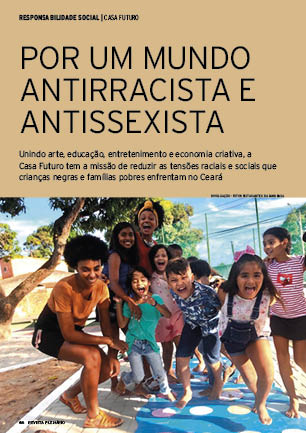 RESPONSABILIDADE SOCIAL | CASA FUTURO
POR UM MUNDO
ANTIRRACISTA E
ANTISSEXISTA
Unindo arte, educação, entretenimento e economia criativa, a
Casa Futuro tem a missão de reduzir as tensões raciais e sociais que
crianças negras e famílias pobres enfrentam no Ceará
REVISTA PLENÁRIO